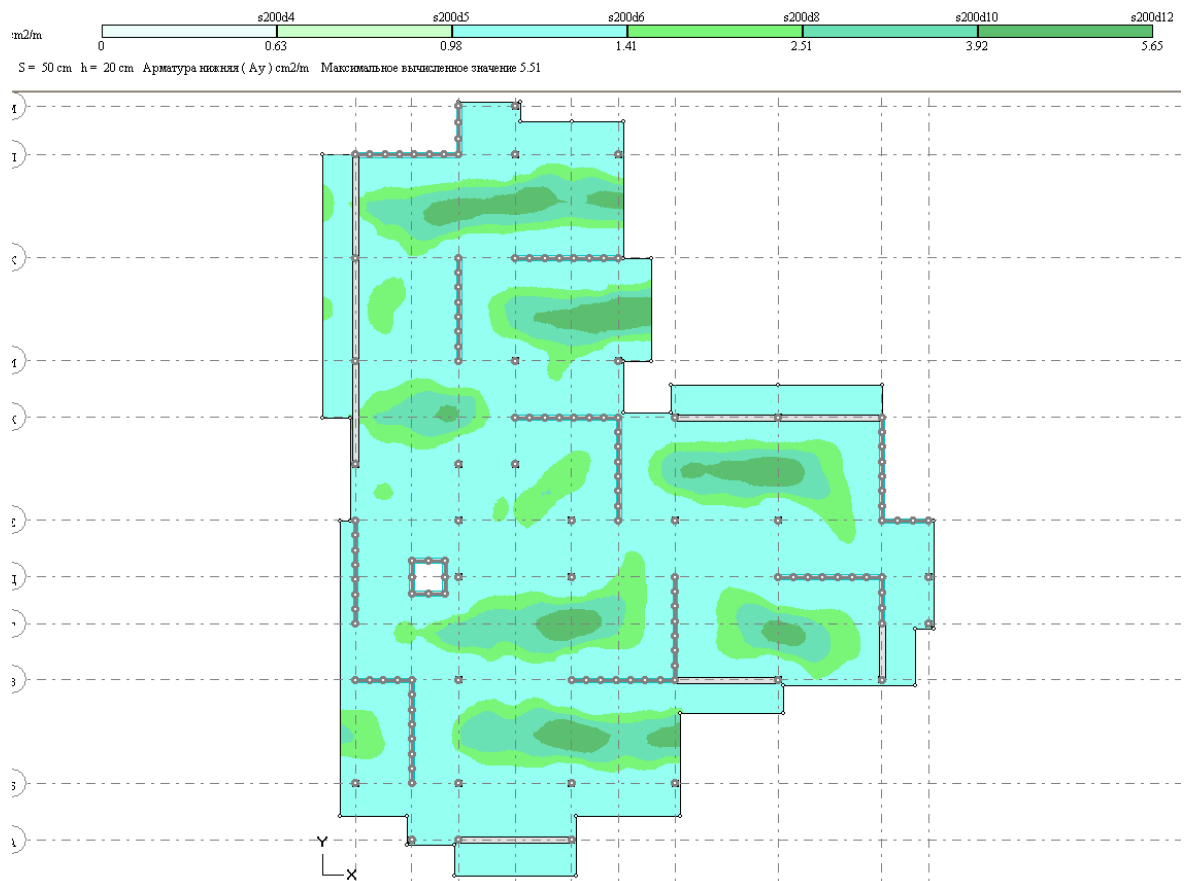 s200d4 s200d5 s200d6 s200d8 s200d10 s200d12
cm2/m
0 0.63 0.98 1.41 2.51 3.92 5.65
S = 50 cm h = 20 cm Арматура нижняя ( Ay ) cm2/m Максимальное вычисленное значение 5.51
Y
X